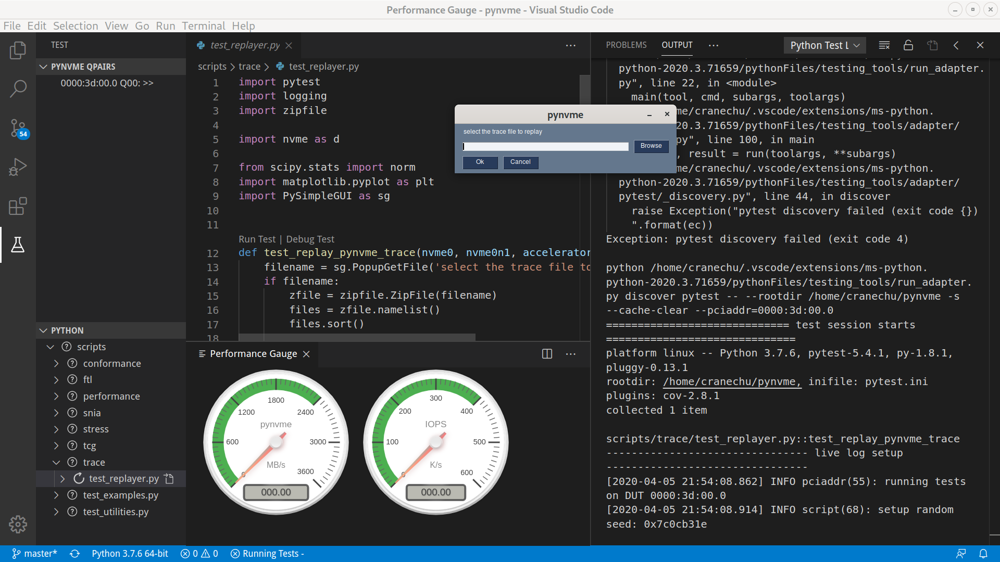 Performance Gauge - pynvme - Visual Studio Code
File Edit Selection View Go Run Terminal Help
54
TEST
PYNVME QPAIRS
0000:3d:00.0 Q00: >>
PYTHON
scripts
conformance
ftl
performance
snia
stress
tcg
trace
test_replayer.py
test_examples.py
test_utilities.py
test_replayer.py
scripts > trace > test_replayer.py
1 import pytest
2 import logging
3 import zipfile
4
5 import nvme as d
6
7 from scipy.stats import norm
8 import matplotlib.pyplot as plt
9 import PySimpleGUI as sg
10
11
Run Test | Debug Test
12 def test_replay_pynvme_trace(nvme0, nvme0n1, accelerator
13 filename = sg.PopupGetFile('select the trace file to
14 if filename:
15 zfile = zipfile.ZipFile(filename)
16 files = zfile.namelist()
17 files.sort()
18
pynvme
select the trace file to replay
Browse
Ok Cancel
Performance Gauge
0 600 1200 1800 2400 3000 3600
pynvme
MB/s
000.00
0 100 200 300 400 500 600
IOPS
K/s
000.00
PROBLEMS OUTPUT
Python Test L
python-2020.3.71659/pythonFiles/testing_tools/run_adapter.
py", line 22, in <module>
main(tool, cmd, subargs, toolargs)
me/cranechu/.vscode/extensions/ms-python.
20.3.71659/pythonFiles/testing_tools/adapter/
py", line 100, in main
, result = run(toolargs, **subargs)
me/cranechu/.vscode/extensions/ms-python.
python-2020.3.71659/pythonFiles/testing_tools/adapter/
pytest/_discovery.py", line 44, in discover
raise Exception("pytest discovery failed (exit code {})
".format(ec))
Exception: pytest discovery failed (exit code 4)
python /home/cranechu/.vscode/extensions/ms-python.
python-2020.3.71659/pythonFiles/testing_tools/run_adapter.
py discover pytest -- --rootdir /home/cranechu/pynvme -s
--cache-clear --pciaddr=0000:3d:00.0
============================= test session starts
==============================
platform linux -- Python 3.7.6, pytest-5.4.1, py-1.8.1,
pluggy-0.13.1
rootdir: /home/cranechu/pynvme, inifile: pytest.ini
plugins: cov-2.8.1
collected 1 item
scripts/trace/test_replayer.py::test_replay_pynvme_trace
-------------------------------- live log setup
--------------------------------
[2020-04-05 21:54:08.862] INFO pciaddr(55): running tests
on DUT 0000:3d:00.0
[2020-04-05 21:54:08.914] INFO script(68): setup random
seed: 0x7c0cb31e
master* Python 3.7.6 64-bit 0 0 Running Tests -